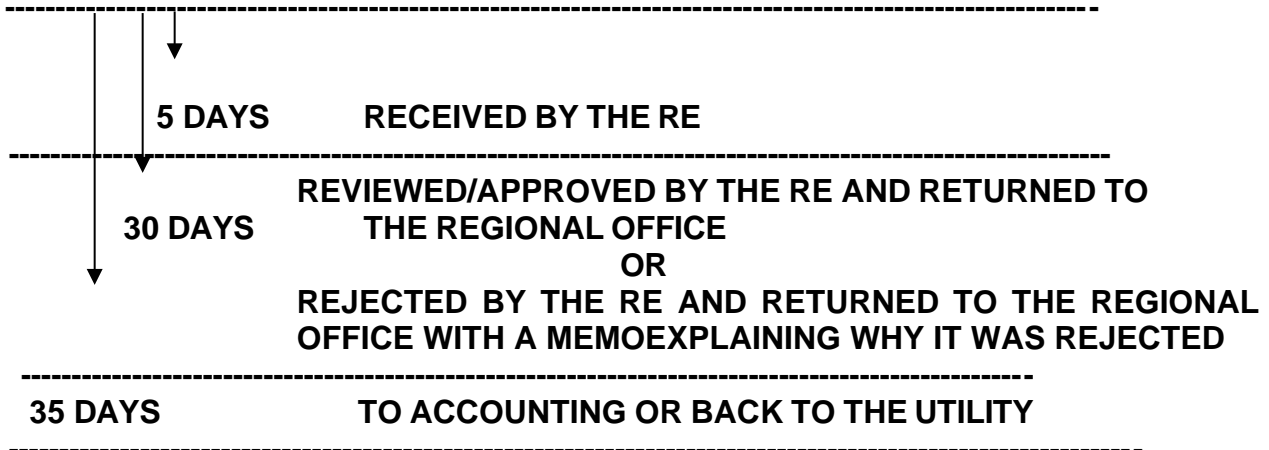 5 DAYS RECEIVED BY THE RE
REVIEWED/APPROVED BY THE RE AND RETURNED TO
30 DAYS THE REGIONAL OFFICE
OR
REJECTED BY THE RE AND RETURNED TO THE REGIONAL
OFFICE WITH A MEMOEXPLAINING WHY IT WAS REJECTED
35 DAYS TO ACCOUNTING OR BACK TO THE UTILITY